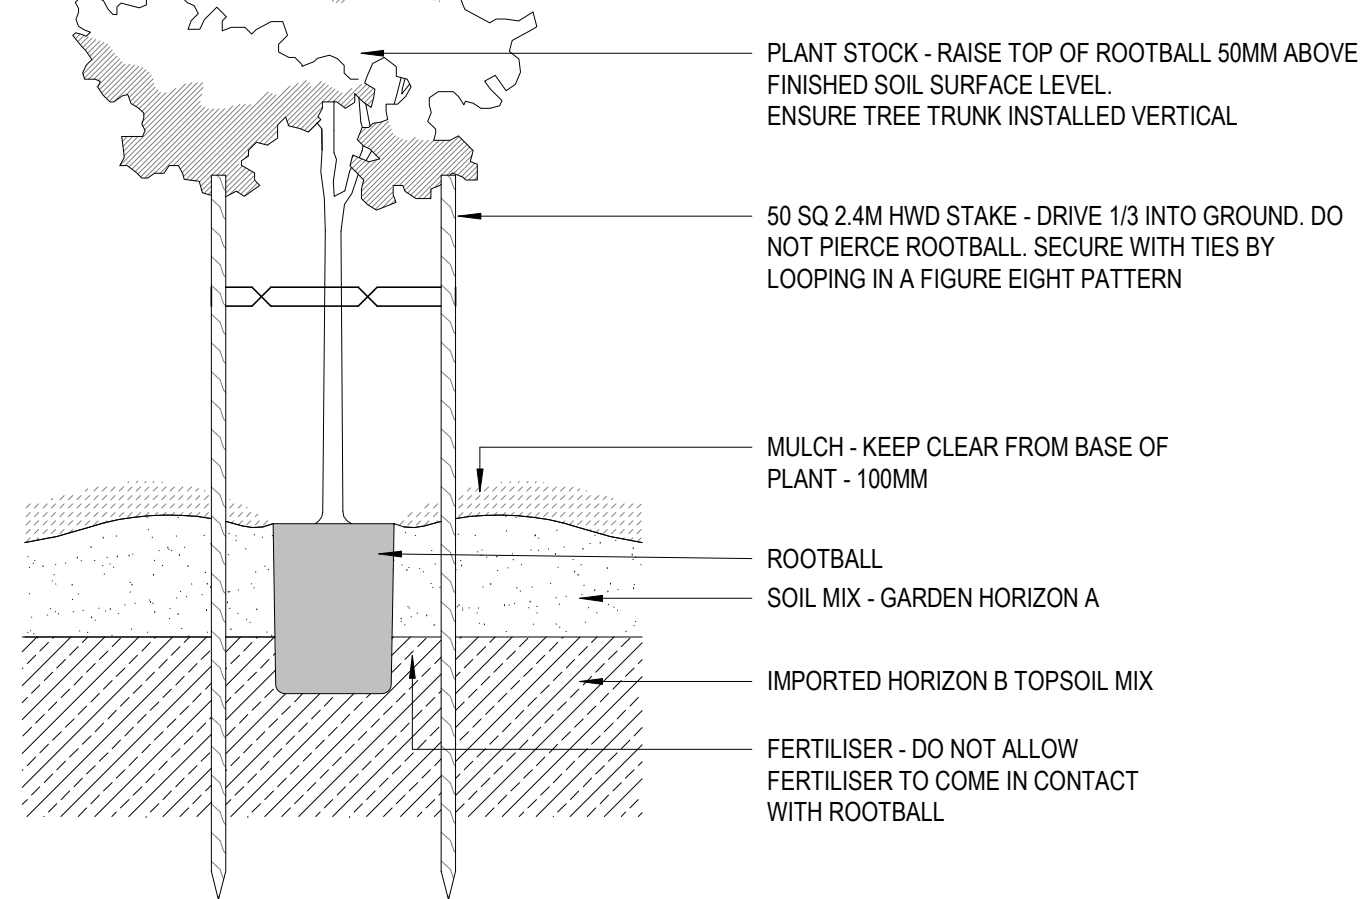 PLANT STOCK - RAISE TOP OF ROOTBALL 50MM ABOVE
FINISHED SOIL SURFACE LEVEL.
ENSURE TREE TRUNK INSTALLED VERTICAL
50 SQ 2.4M HWD STAKE - DRIVE 1/3 INTO GROUND. DO
NOT PIERCE ROOTBALL. SECURE WITH TIES BY
LOOPING IN A FIGURE EIGHT PATTERN
MULCH - KEEP CLEAR FROM BASE OF
PLANT - 100MM
ROOTBALL
SOIL MIX - GARDEN HORIZON A
IMPORTED HORIZON B TOPSOIL MIX
FERTILISER - DO NOT ALLOW
FERTILISER TO COME IN CONTACT
WITH ROOTBALL